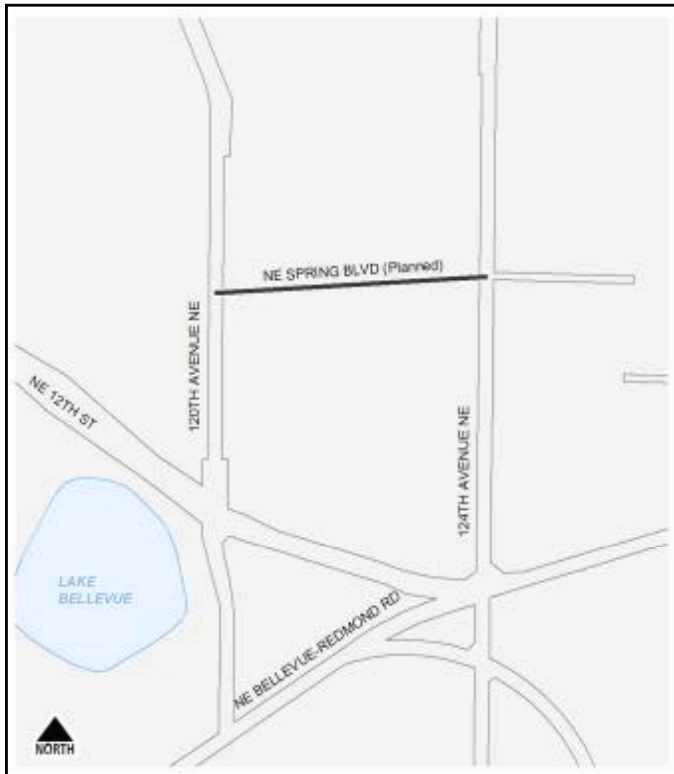 NE SPRING BLVD (Planned)
120TH AVENUE NE
NE 12TH ST
124TH AVENUE NE
LAKE
BELLEVUE
NE BELLEVUE-REDMOND RD
NORTH